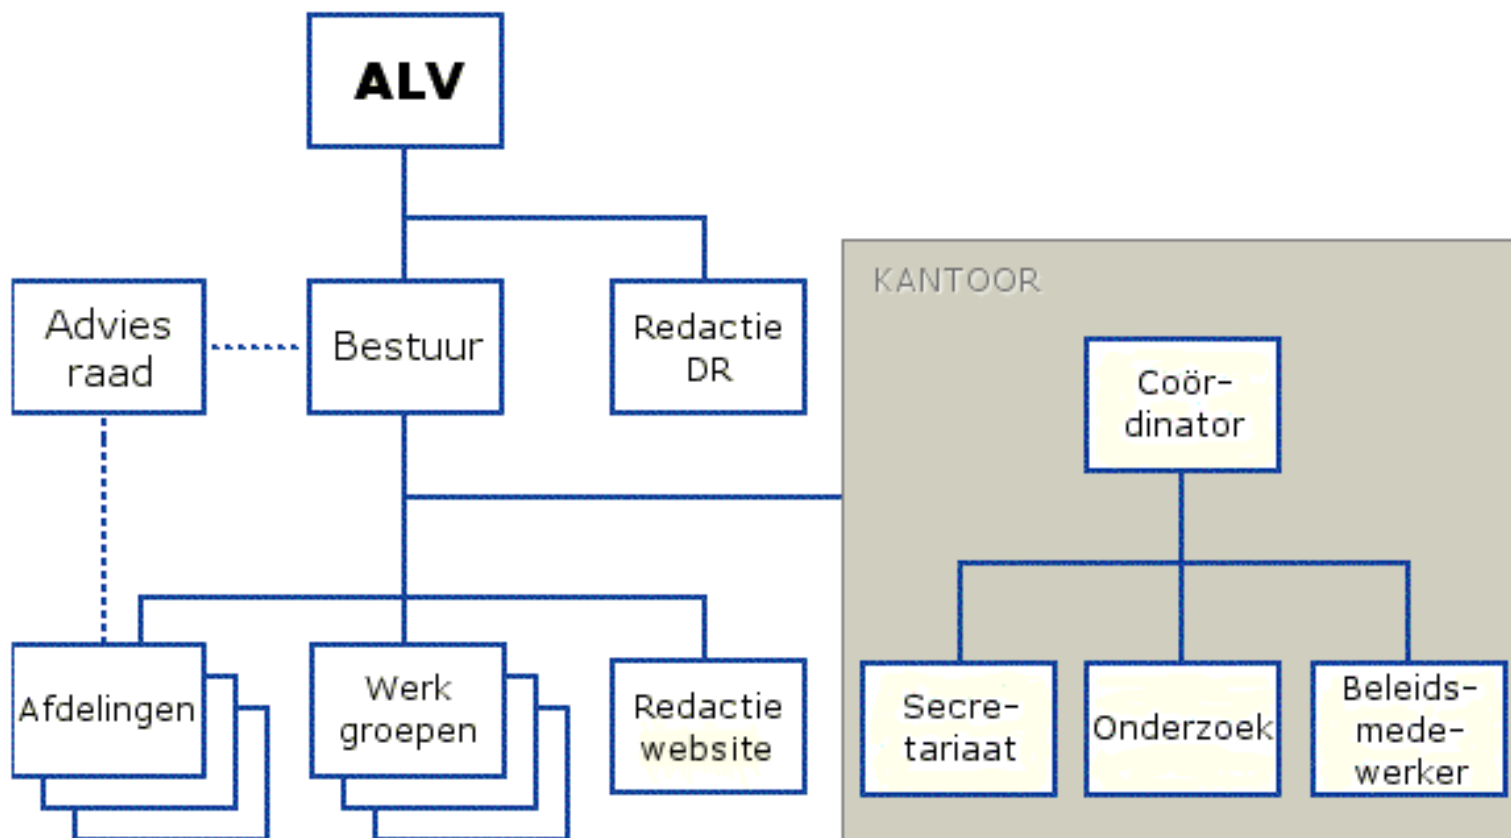 ALV
Advies
raad
Bestuur
Redactie
DR
KANTOOR
Coör-
dinator
Afdelingen
Werk
groepen
Redactie
website
Secre-
tariaat
Onderzoek
Beleids-
mede-
werker